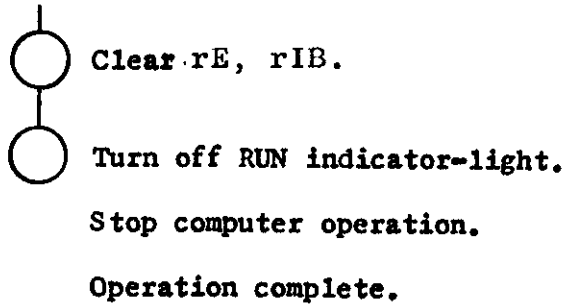 Clear rE, rIB.
Turn off RUN indicator-light.
Stop computer operation.
Operation complete.